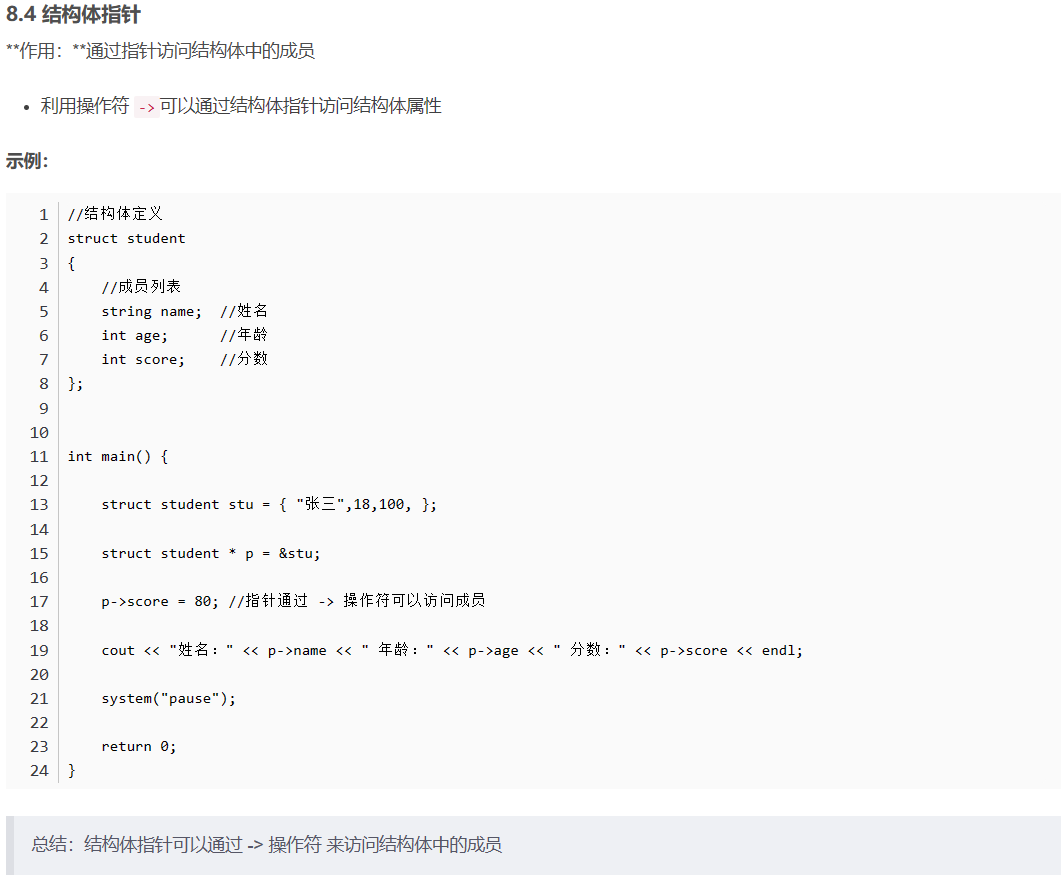 8.4 结构体指针
**作用：**通过指针访问结构体中的成员
• 利用操作符 -> 可以通过结构体指针访问结构体属性
示例：
1 //结构体定义
2 struct student
3 {
4     //成员列表
5     string name;  //姓名
6     int age;      //年龄
7     int score;    //分数
8 };
9
10
11 int main() {
12
13     struct student stu = { "张三",18,100, };
14
15     struct student * p = &stu;
16
17     p->score = 80; //指针通过 -> 操作符可以访问成员
18
19     cout << "姓名：" << p->name << " 年龄：" << p->age << " 分数：" << p->score << endl;
20
21     system("pause");
22
23     return 0;
24 }
总结：结构体指针可以通过 -> 操作符 来访问结构体中的成员